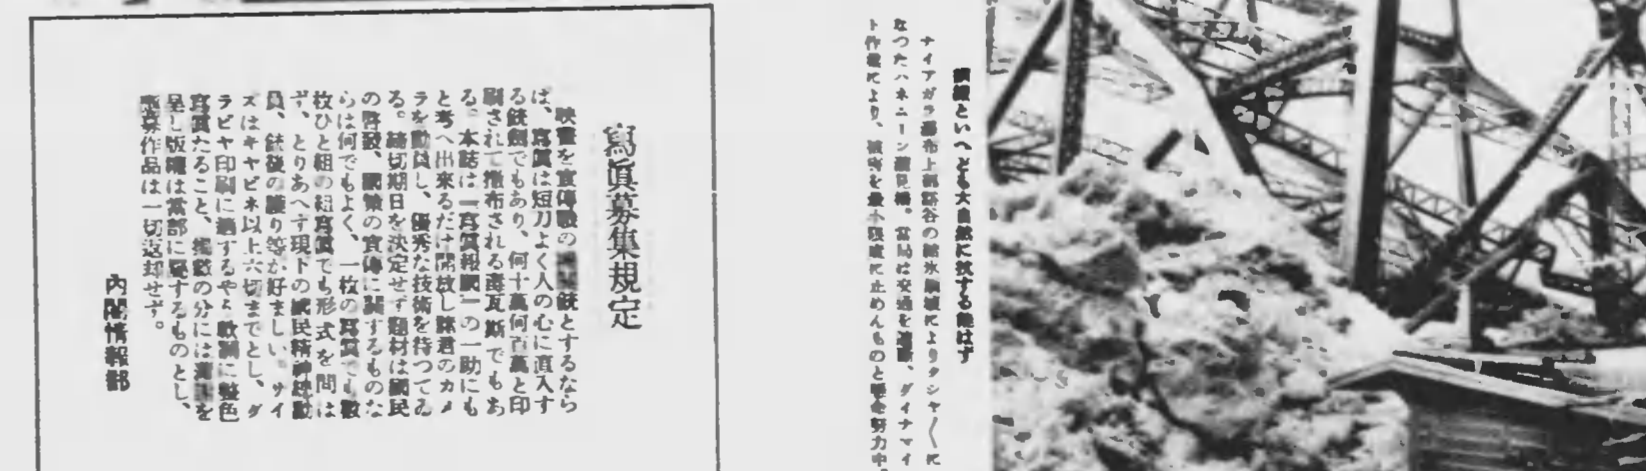 鋼鐵といへども大自然に抗する能はず
ナイアガラ瀑布上流谿谷の結氷崩壊によりクシャ〱に
なつたハネムーン瀧見橋。當局は交通を遮斷、ダイナマイ
ト作業により、被害を最小限度に止めんものと懸命努力中。
寫眞募集規定
映畫を宣傳戰の銃とするなら
ば、寫眞は短刀よく人の心に直入す
る銃劍でもあり、何十萬何百萬と印
刷されて撒布される毒瓦斯でもあ
る。本誌は「寫眞報國」の一助にも
と考へ出來るだけ開放し諸君のカメ
ラを動員し、優秀な技術を待つてゐ
る。締切期日を決定せず題材は國民
の啓發、國策の宣傳に關するものな
らは何でもよく、一枚の寫眞でも數
枚ひと組の組寫眞でも形式を問は
ず、とりあへず現下の國民精神總動
員、銃後の護り等が好ましい。サイ
ズはキヤビネ以上六切までとし、ダ
ラビヤ印刷に適するやう軟調に整色
寫眞たること、掲載の分には薄謝を
呈し版權は當部に屬するものとし、
應募作品は一切返却せず。
內閣情報部